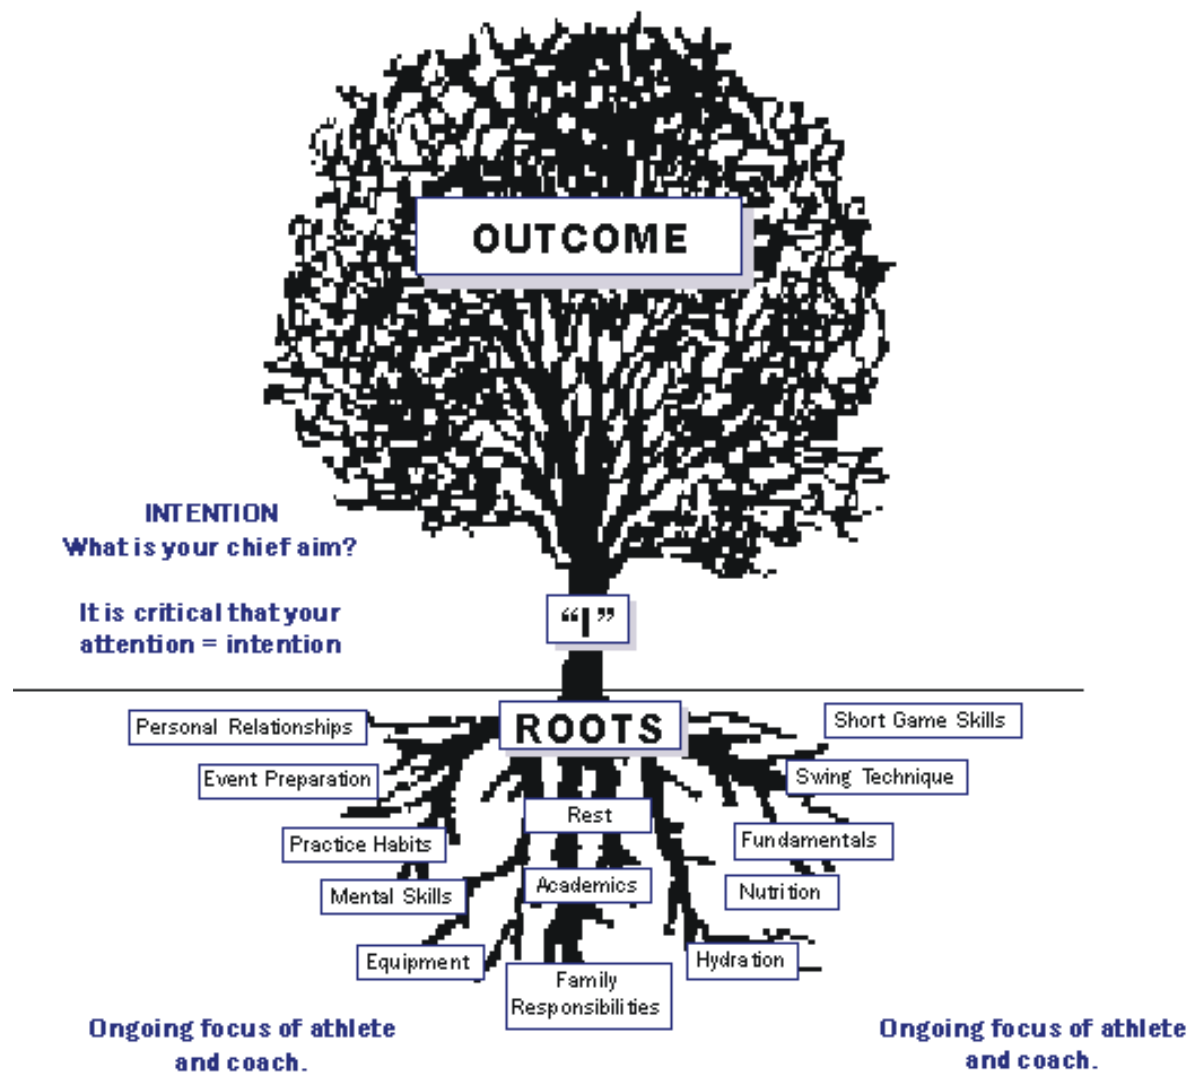 OUTCOME
INTENTION
What is your chief aim?
It is critical that your
attention = intention
“I”
ROOTS
Personal Relationships
Short Game Skills
Event Preparation
Swing Technique
Rest
Practice Habits
Fundamentals
Mental Skills
Academics
Nutrition
Equipment
Hydration
Family
Responsibilities
Ongoing focus of athlete
and coach.
Ongoing focus of athlete
and coach.